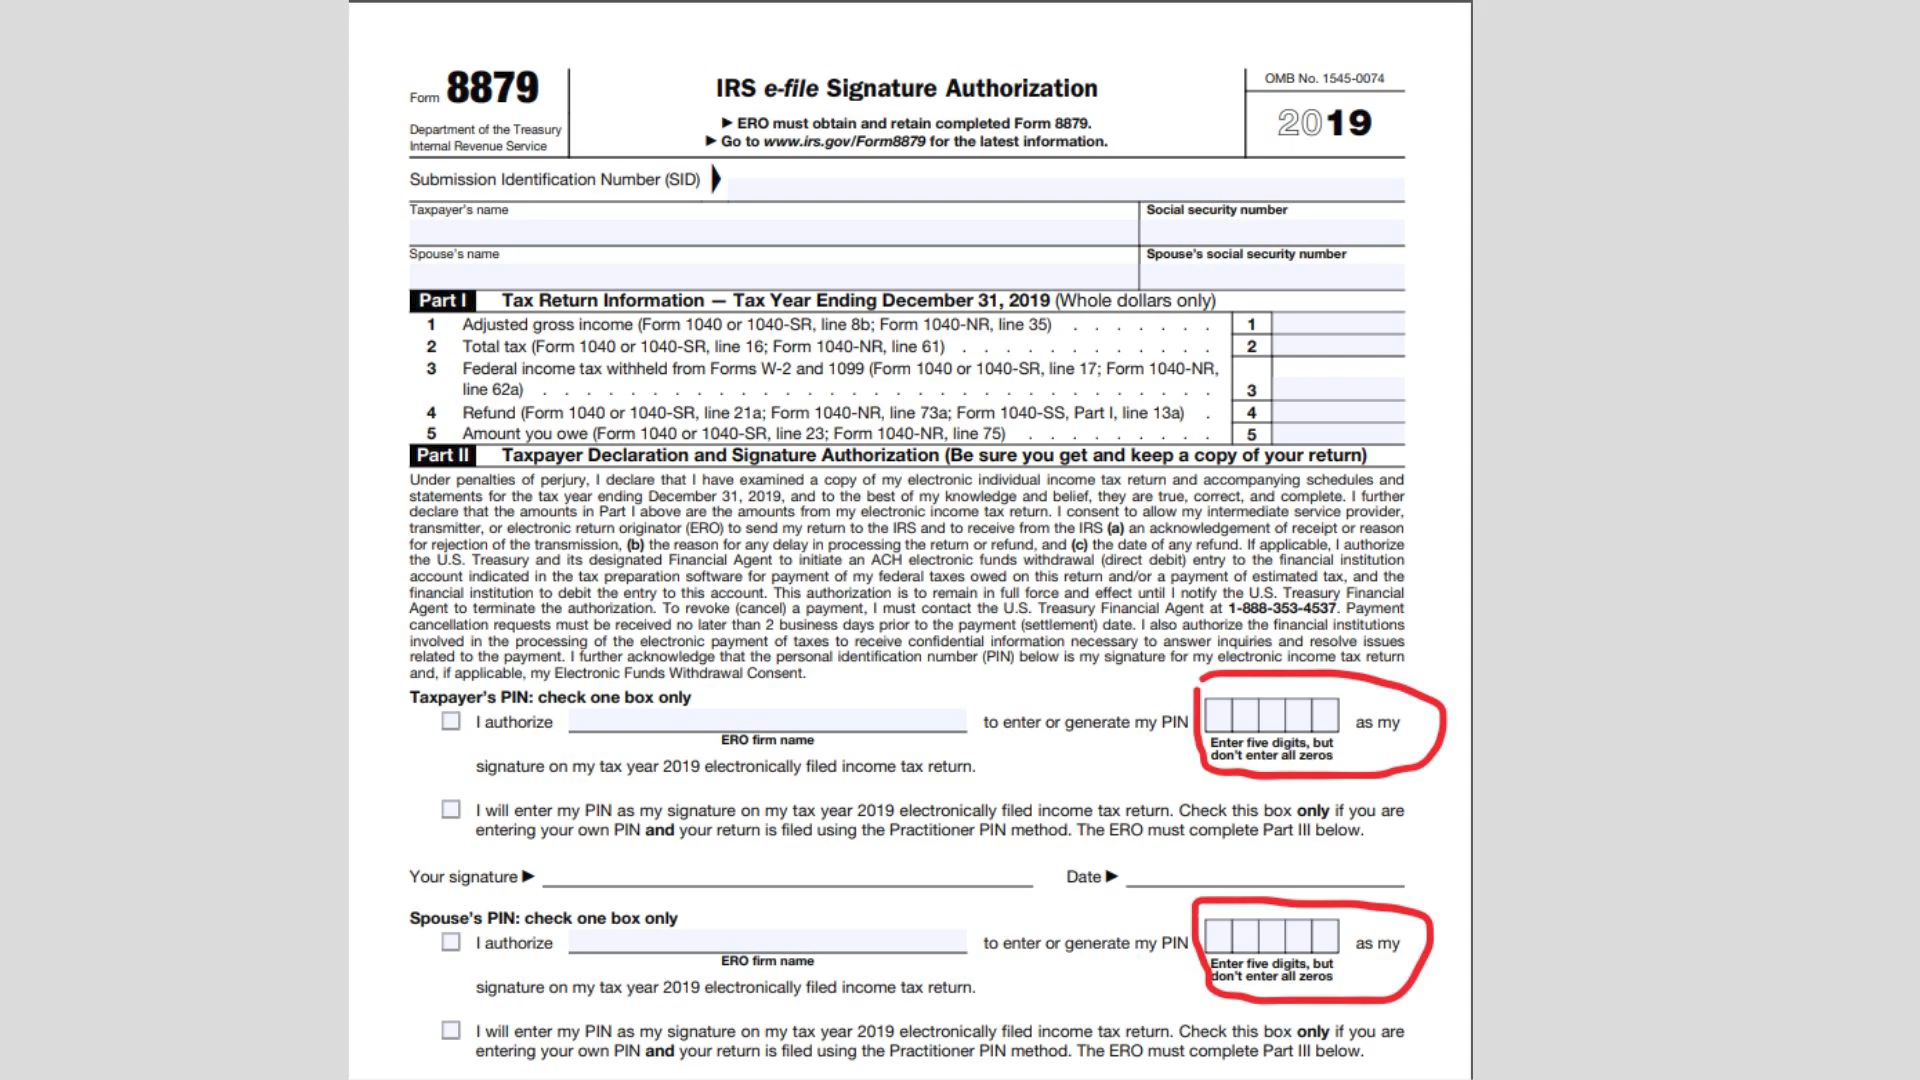 Form 8879
Department of the Treasury
Internal Revenue Service
IRS e-file Signature Authorization
▶ ERO must obtain and retain completed Form 8879.
▶ Go to www.irs.gov/Form8879 for the latest information.
OMB No. 1545-0074
2019
Submission Identification Number (SID)
Taxpayer's name
Social security number
Spouse's name
Spouse's social security number
Part I Tax Return Information — Tax Year Ending December 31, 2019 (Whole dollars only)
1 Adjusted gross income (Form 1040 or 1040-SR, line 8b; Form 1040-NR, line 35) . . . . . . . 1
2 Total tax (Form 1040 or 1040-SR, line 16; Form 1040-NR, line 61) . . . . . . . . . . . 2
3 Federal income tax withheld from Forms W-2 and 1099 (Form 1040 or 1040-SR, line 17; Form 1040-NR,
line 62a) . . . . . . . . . . . . . . . . . . . . . . . . 3
4 Refund (Form 1040 or 1040-SR, line 21a; Form 1040-NR, line 73a; Form 1040-SS, Part I, line 13a) . 4
5 Amount you owe (Form 1040 or 1040-SR, line 23; Form 1040-NR, line 75) . . . . . . . . . 5
Part II Taxpayer Declaration and Signature Authorization (Be sure you get and keep a copy of your return)
Under penalties of perjury, I declare that I have examined a copy of my electronic individual income tax return and accompanying schedules and
statements for the tax year ending December 31, 2019, and to the best of my knowledge and belief, they are true, correct, and complete. I further
declare that the amounts in Part I above are the amounts from my electronic income tax return. I consent to allow my intermediate service provider,
transmitter, or electronic return originator (ERO) to send my return to the IRS and to receive from the IRS (a) an acknowledgement of receipt or reason
for rejection of the transmission, (b) the reason for any delay in processing the return or refund, and (c) the date of any refund. If applicable, I authorize
the U.S. Treasury and its designated Financial Agent to initiate an ACH electronic funds withdrawal (direct debit) entry to the financial institution
account indicated in the tax preparation software for payment of my federal taxes owed on this return and/or a payment of estimated tax, and the
financial institution to debit the entry to this account. This authorization is to remain in full force and effect until I notify the U.S. Treasury Financial
Agent to terminate the authorization. To revoke (cancel) a payment, I must contact the U.S. Treasury Financial Agent at 1-888-353-4537. Payment
cancellation requests must be received no later than 2 business days prior to the payment (settlement) date. I also authorize the financial institutions
involved in the processing of the electronic payment of taxes to receive confidential information necessary to answer inquiries and resolve issues
related to the payment. I further acknowledge that the personal identification number (PIN) below is my signature for my electronic income tax return
and, if applicable, my Electronic Funds Withdrawal Consent.
Taxpayer's PIN: check one box only
I authorize to enter or generate my PIN as my
ERO firm name
Enter five digits, but
don't enter all zeros
signature on my tax year 2019 electronically filed income tax return.
I will enter my PIN as my signature on my tax year 2019 electronically filed income tax return. Check this box only if you are
entering your own PIN and your return is filed using the Practitioner PIN method. The ERO must complete Part III below.
Your signature ▶ Date ▶
Spouse's PIN: check one box only
I authorize to enter or generate my PIN as my
ERO firm name
Enter five digits, but
don't enter all zeros
signature on my tax year 2019 electronically filed income tax return.
I will enter my PIN as my signature on my tax year 2019 electronically filed income tax return. Check this box only if you are
entering your own PIN and your return is filed using the Practitioner PIN method. The ERO must complete Part III below.